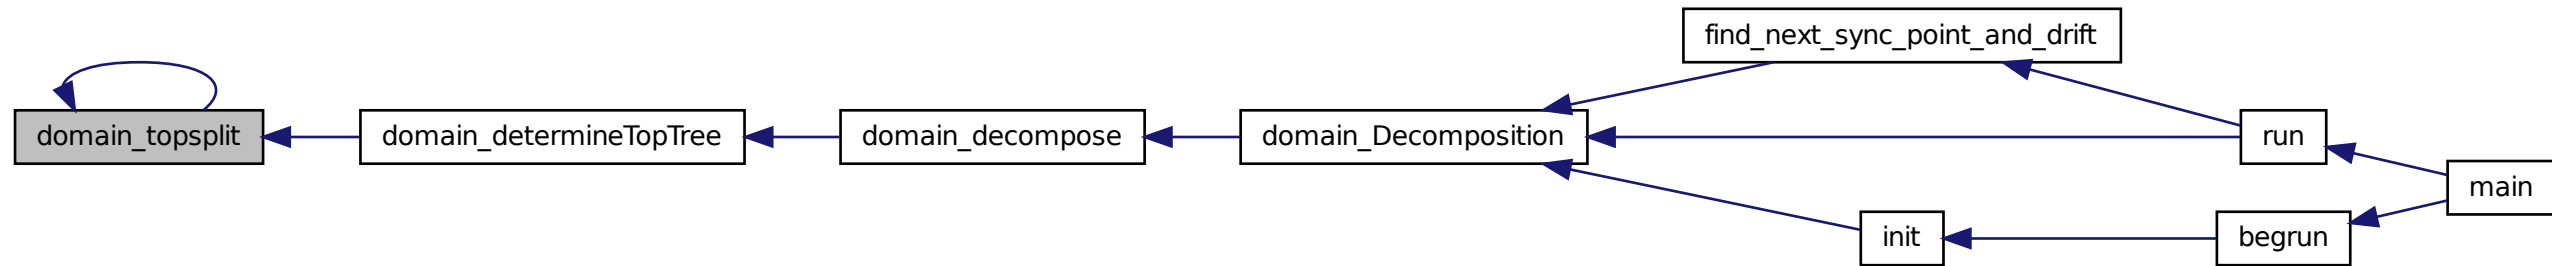 domain_topsplit
domain_determineTopTree
domain_decompose
domain_Decomposition
find_next_sync_point_and_drift
run
main
init
begrun